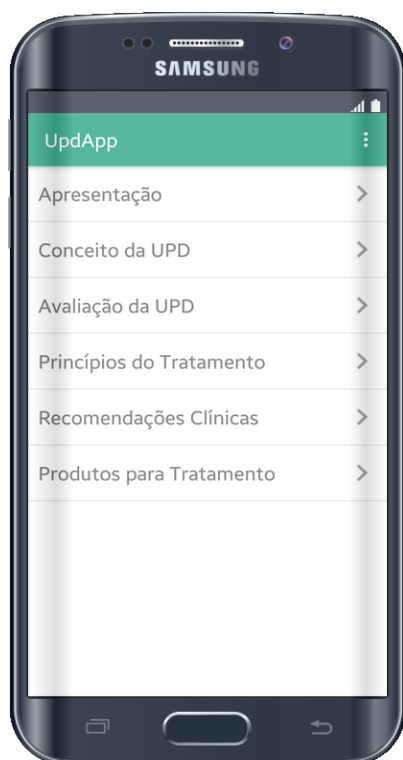 SAMSUNG
UpdApp
Apresentação
Conceito da UPD
Avaliação da UPD
Princípios do Tratamento
Recomendações Clínicas
Produtos para Tratamento